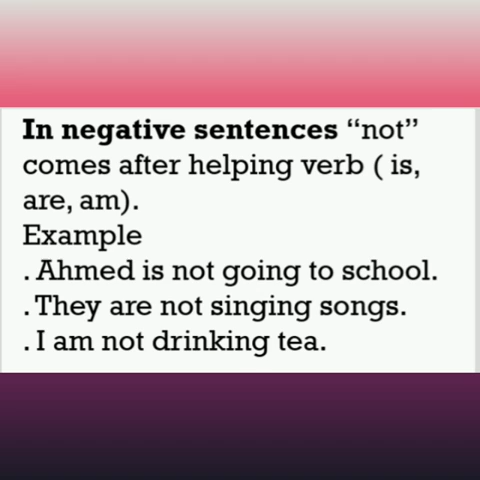 In negative sentences “not”
comes after helping verb ( is,
are, am).
Example
. Ahmed is not going to school.
. They are not singing songs.
. I am not drinking tea.